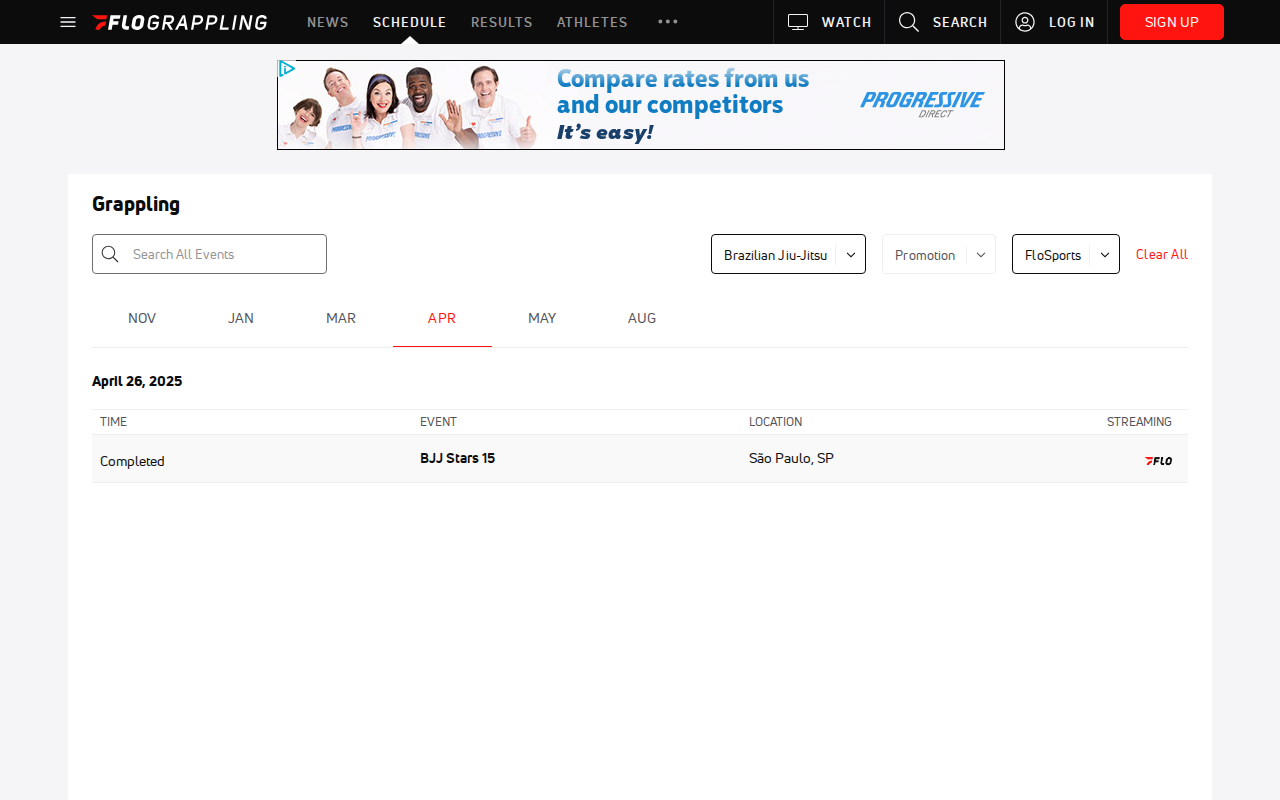 FLOGRAPPLING
NEWS
SCHEDULE
RESULTS
ATHLETES
WATCH
SEARCH
LOG IN
SIGN UP
Compare rates from us
and our competitors
It's easy!
PROGRESSIVE
DIRECT
Grappling
Search All Events
Brazilian Jiu-Jitsu
Promotion
FloSports
Clear All
NOV
JAN
MAR
APR
MAY
AUG
April 26, 2025
TIME
EVENT
LOCATION
STREAMING
Completed
BJJ Stars 15
São Paulo, SP
FLO